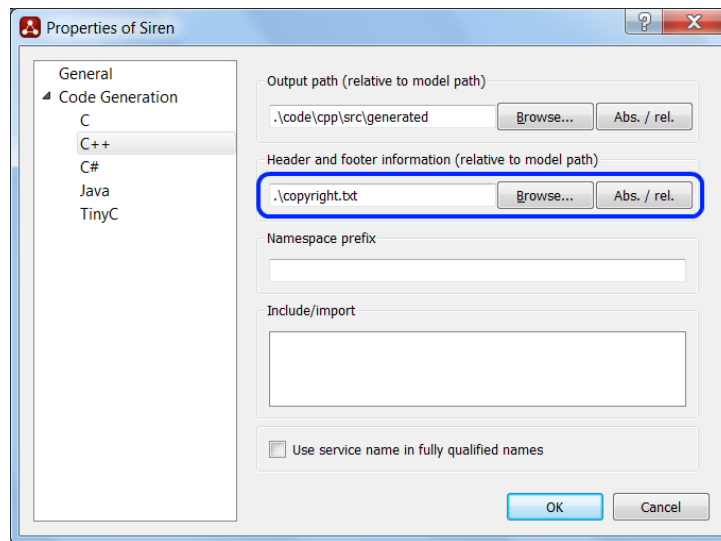 Properties of Siren
General
Code Generation
C
C++
C#
Java
TinyC
Output path (relative to model path)
.\code\cpp\src\generated
Browse...
Abs. / rel.
Header and footer information (relative to model path)
.\copyright.txt
Browse...
Abs. / rel.
Namespace prefix
Include/import
Use service name in fully qualified names
OK
Cancel